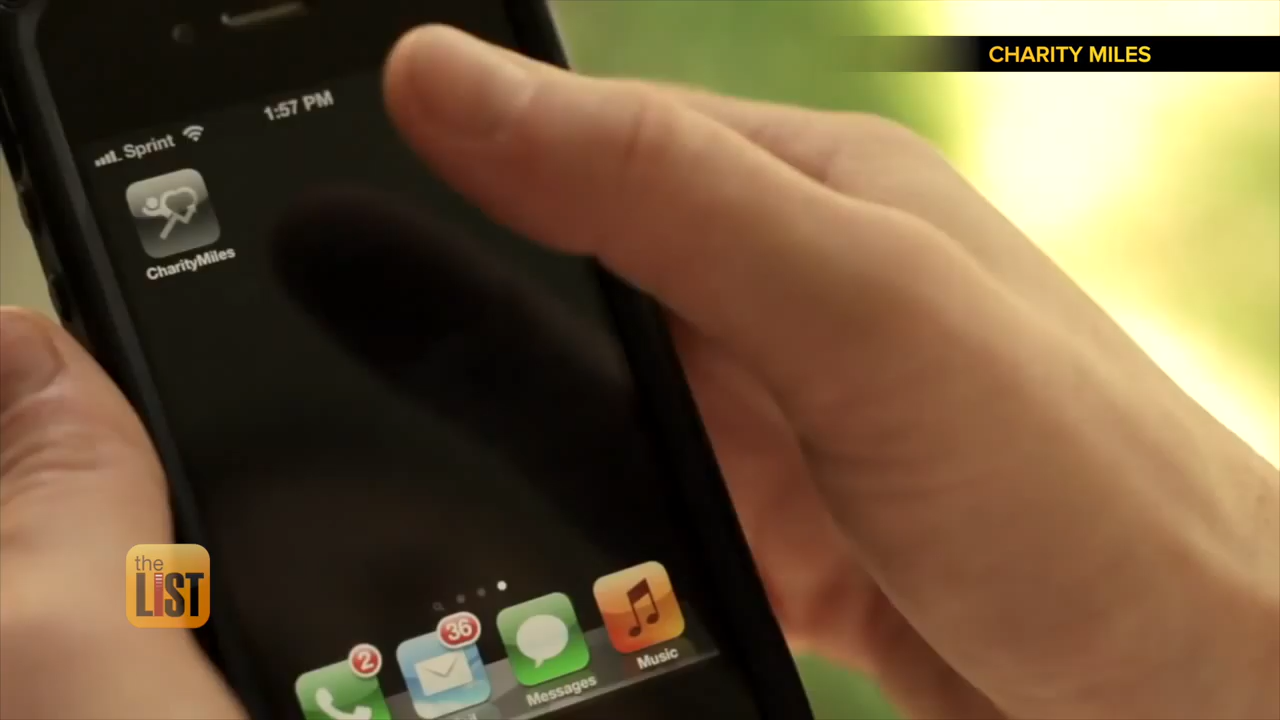 CHARITY MILES
1:57 PM
Sprint
CharityMiles
the
LIST
2
36
Messages
Music